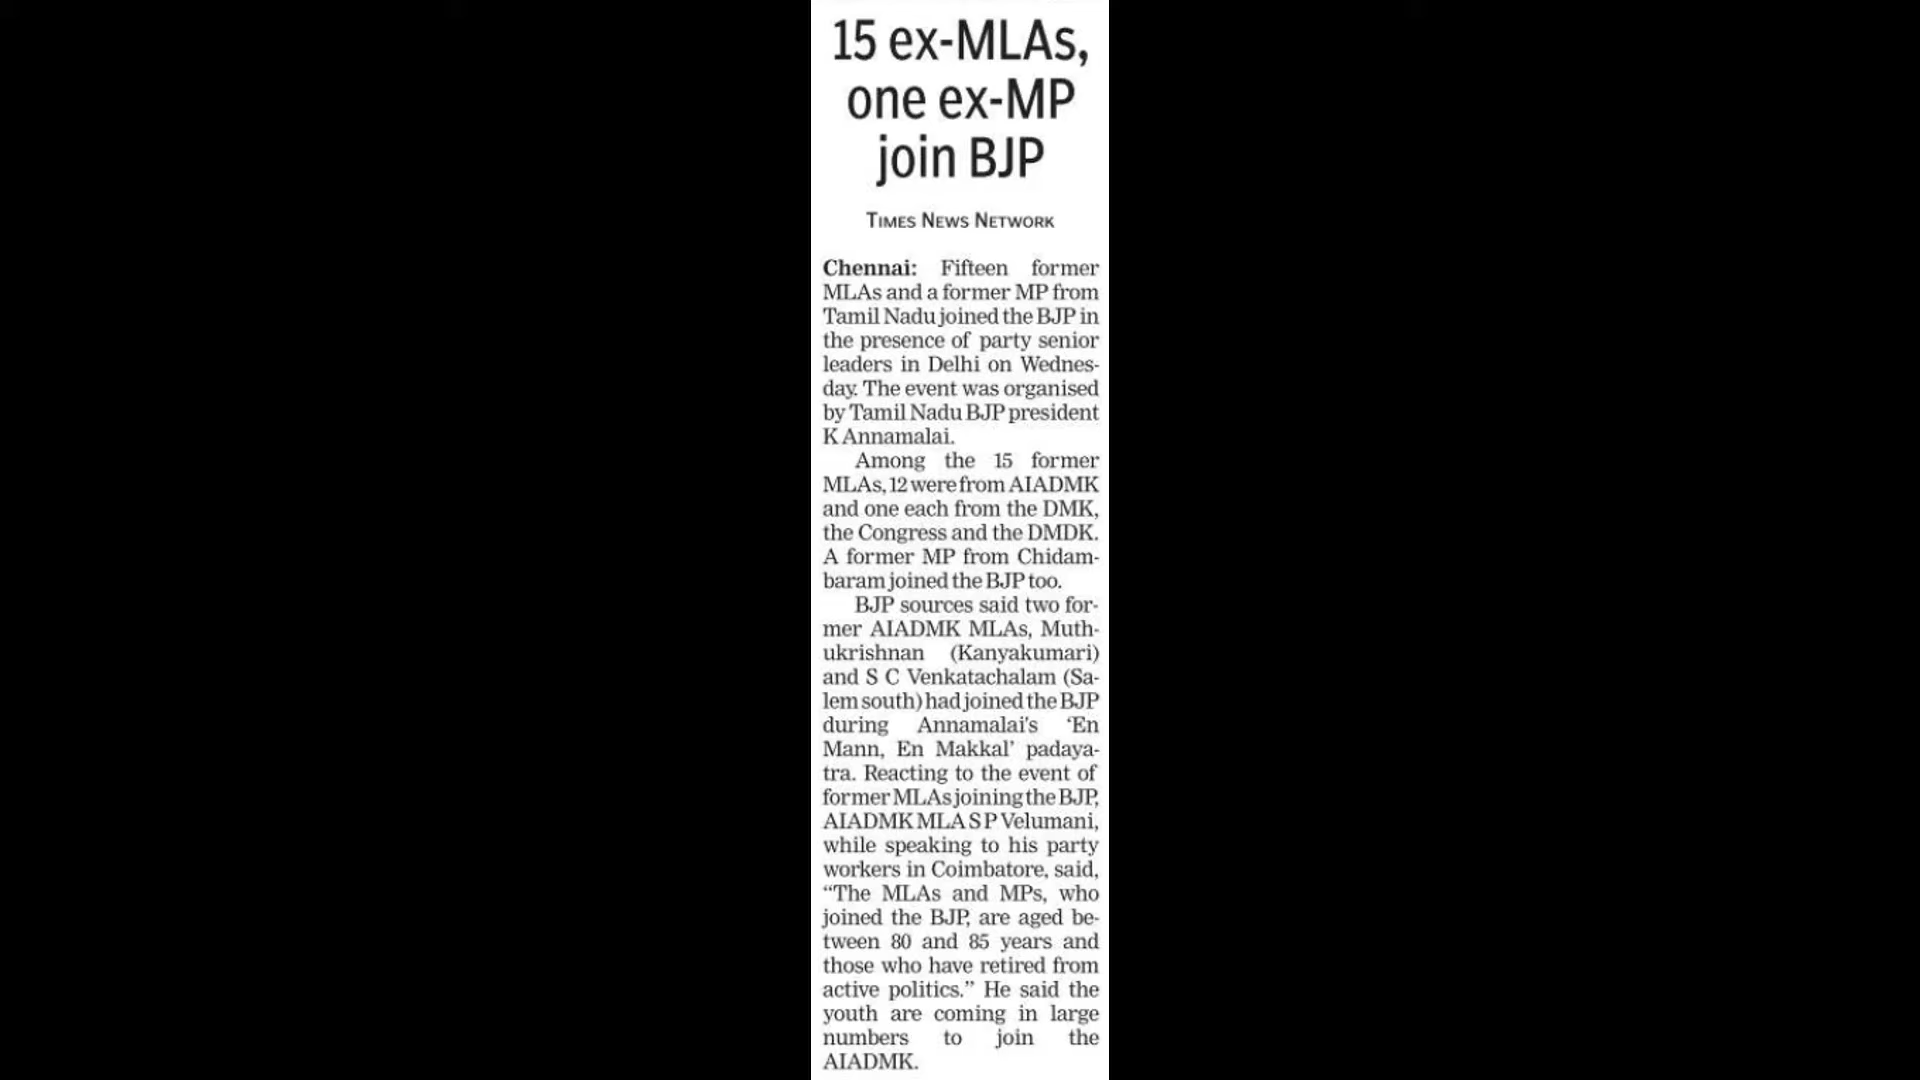 15 ex-MLAs,
one ex-MP
join BJP
TIMES NEWS NETWORK
Chennai: Fifteen former
MLAs and a former MP from
Tamil Nadu joined the BJP in
the presence of party senior
leaders in Delhi on Wednes-
day. The event was organised
by Tamil Nadu BJP president
K Annamalai.
Among the 15 former
MLAs, 12 were from AIADMK
and one each from the DMK,
the Congress and the DMDK.
A former MP from Chidam-
baram joined the BJP too.
BJP sources said two for-
mer AIADMK MLAs, Muth-
ukrishnan (Kanyakumari)
and S C Venkatachalam (Sa-
lem south) had joined the BJP
during Annamalai's ‘En
Mann, En Makkal’ padaya-
tra. Reacting to the event of
former MLAs joining the BJP,
AIADMK MLA S P Velumani,
while speaking to his party
workers in Coimbatore, said,
“The MLAs and MPs, who
joined the BJP, are aged be-
tween 80 and 85 years and
those who have retired from
active politics.” He said the
youth are coming in large
numbers to join the
AIADMK.